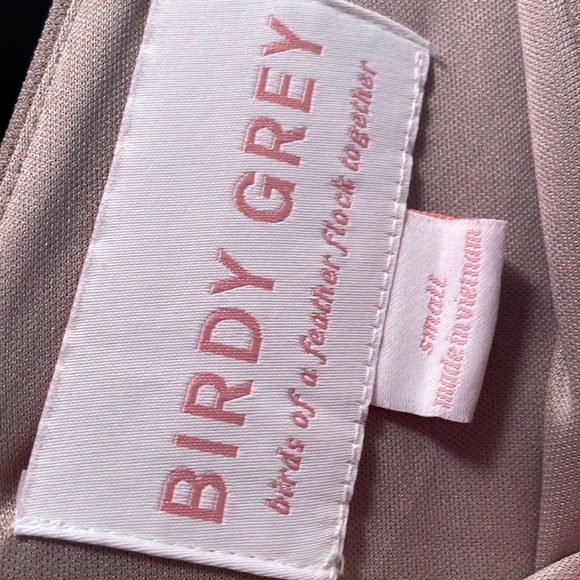 BIRDY GREY
birds of a feather flock together
small
made in vietnam